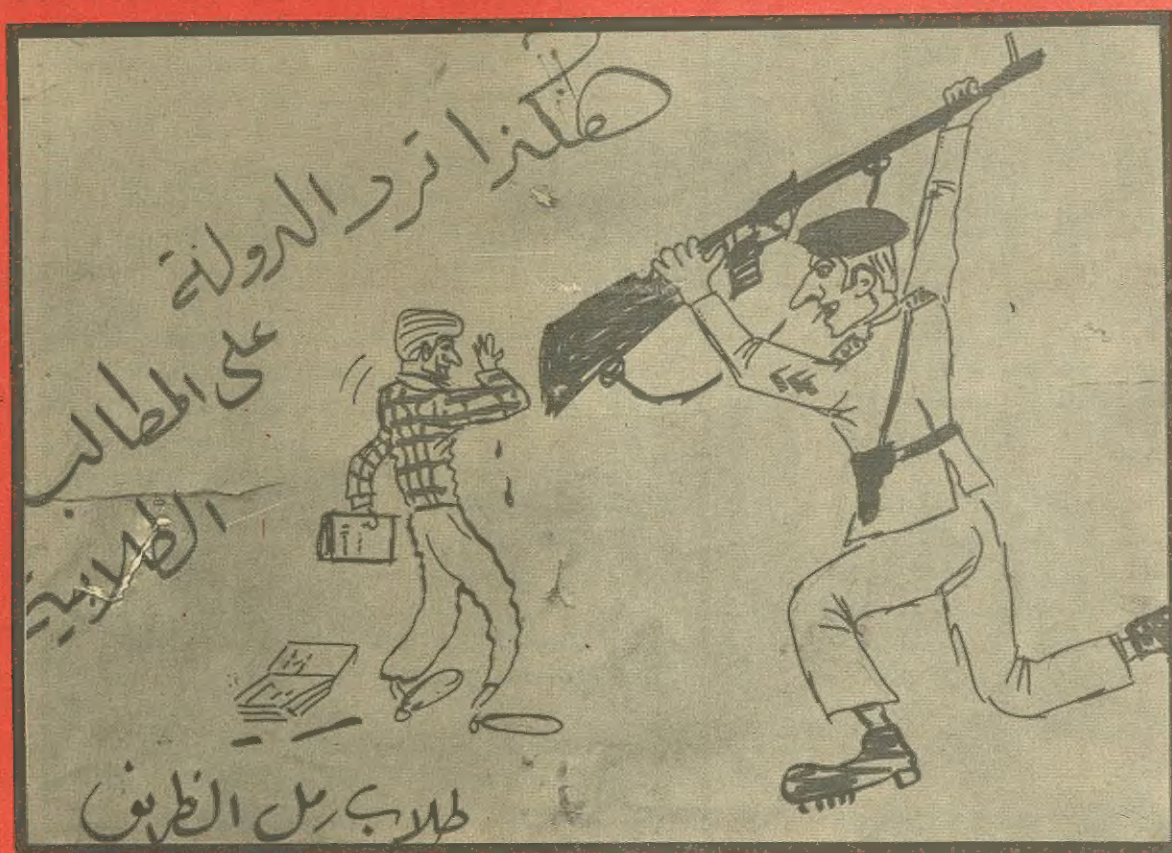 هكذا ترد الدولة
على المطالب
الطلابية
طلاب رمل الظريف